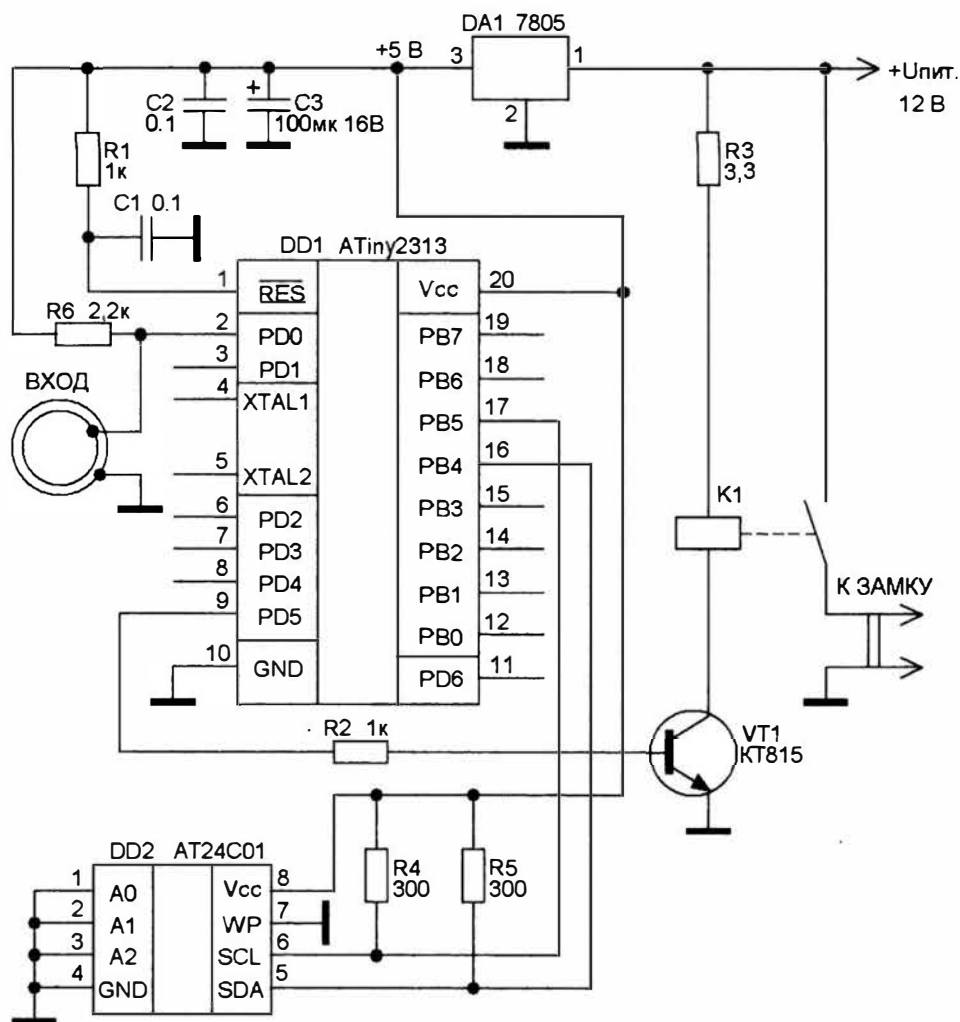 DA1 7805
+5 В
3
1
2
+Uпит.
12 В
C2
0.1
+
C3
100мк 16В
R1
1к
R3
3,3
C1 0.1
DD1 ATiny2313
1
RES
Vcc
20
R6 2,2к
2
PD0
PB7
19
3
PD1
PB6
18
ВХОД
4
XTAL1
PB5
17
PB4
16
5
XTAL2
PB3
15
K1
6
PD2
PB2
14
7
PD3
PB1
13
8
PD4
К ЗАМКУ
9
PD5
PB0
12
10
GND
PD6
11
R2 1к
VT1
КТ815
DD2 AT24C01
R4
300
R5
300
1
A0
Vcc
8
2
A1
WP
7
3
A2
SCL
6
4
GND
SDA
5